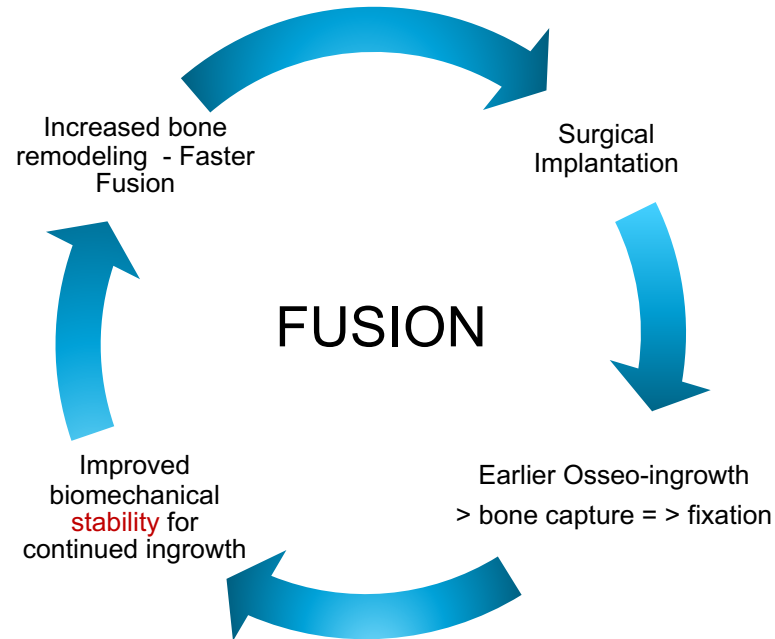 Increased bone
remodeling - Faster
Fusion
Surgical
Implantation
FUSION
Earlier Osseo-ingrowth
> bone capture = > fixation
Improved
biomechanical
stability for
continued ingrowth